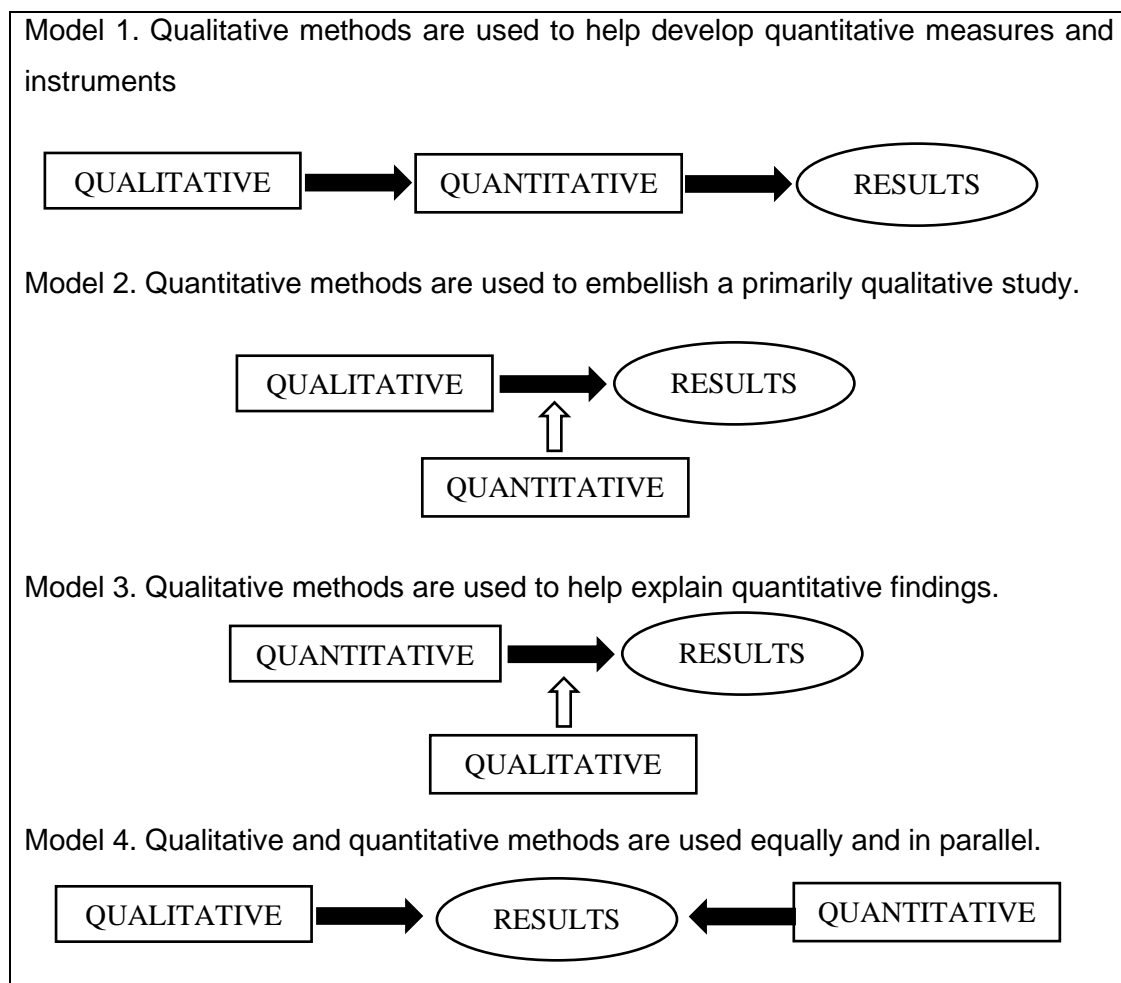 Model 1. Qualitative methods are used to help develop quantitative measures and
instruments
QUALITATIVE QUANTITATIVE RESULTS
Model 2. Quantitative methods are used to embellish a primarily qualitative study.
QUALITATIVE RESULTS
QUANTITATIVE
Model 3. Qualitative methods are used to help explain quantitative findings.
QUANTITATIVE RESULTS
QUALITATIVE
Model 4. Qualitative and quantitative methods are used equally and in parallel.
QUALITATIVE RESULTS QUANTITATIVE